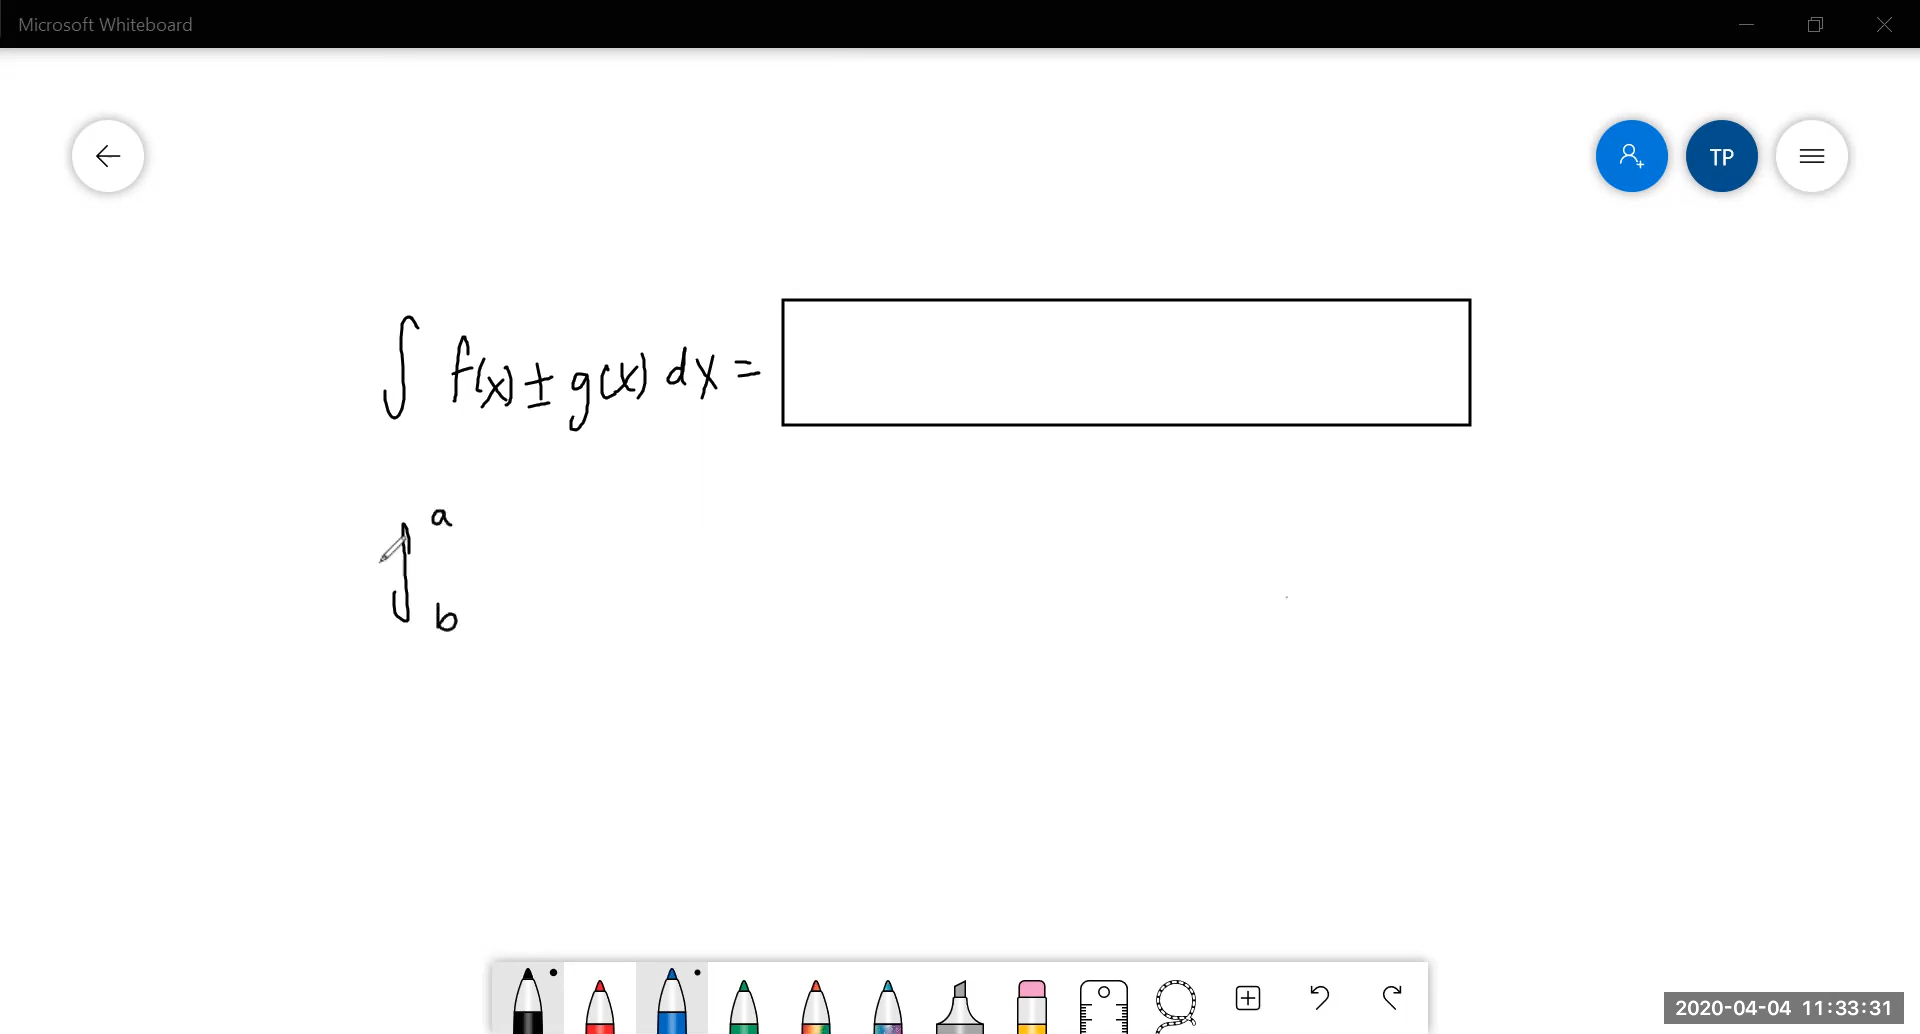 Microsoft Whiteboard
TP
∫ f(x) ± g(x) dx =
∫ a
b
2020-04-04 11:33:31